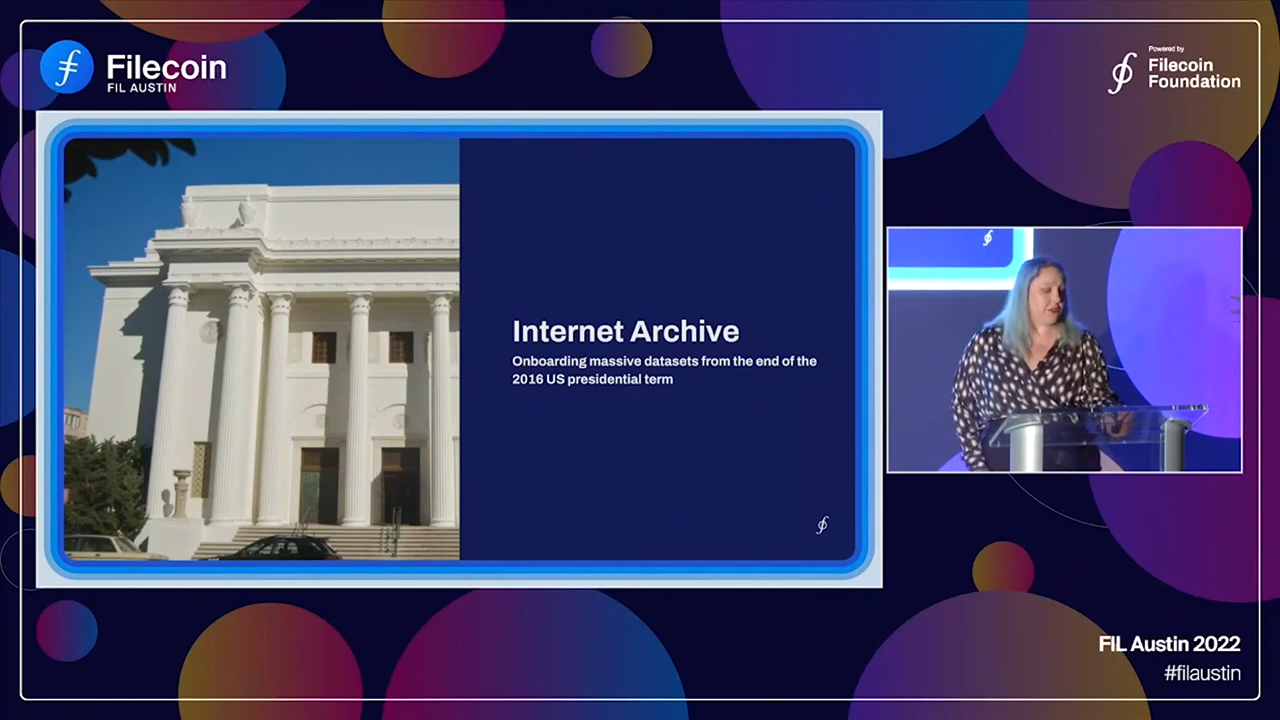 Filecoin
FIL AUSTIN
Powered by
Filecoin
Foundation
Internet Archive
Onboarding massive datasets from the end of the
2016 US presidential term
FIL Austin 2022
#filaustin